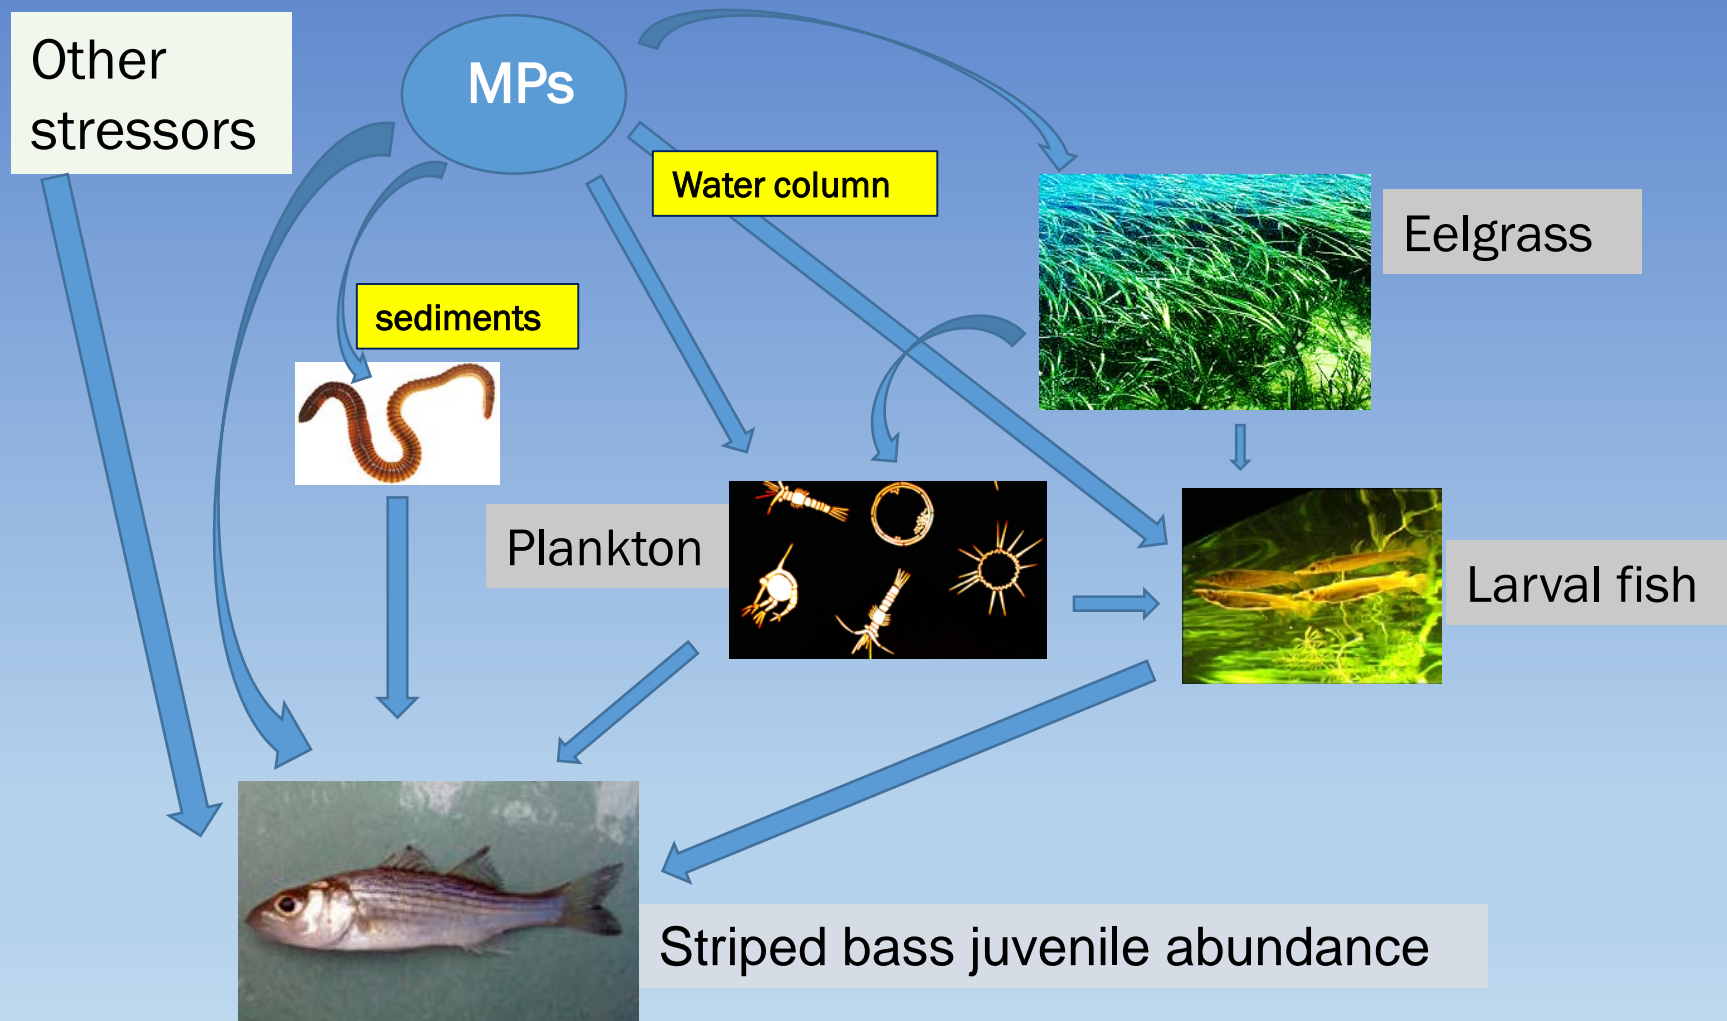 Other
stressors
MPs
Water column
Eelgrass
sediments
Plankton
Larval fish
Striped bass juvenile abundance